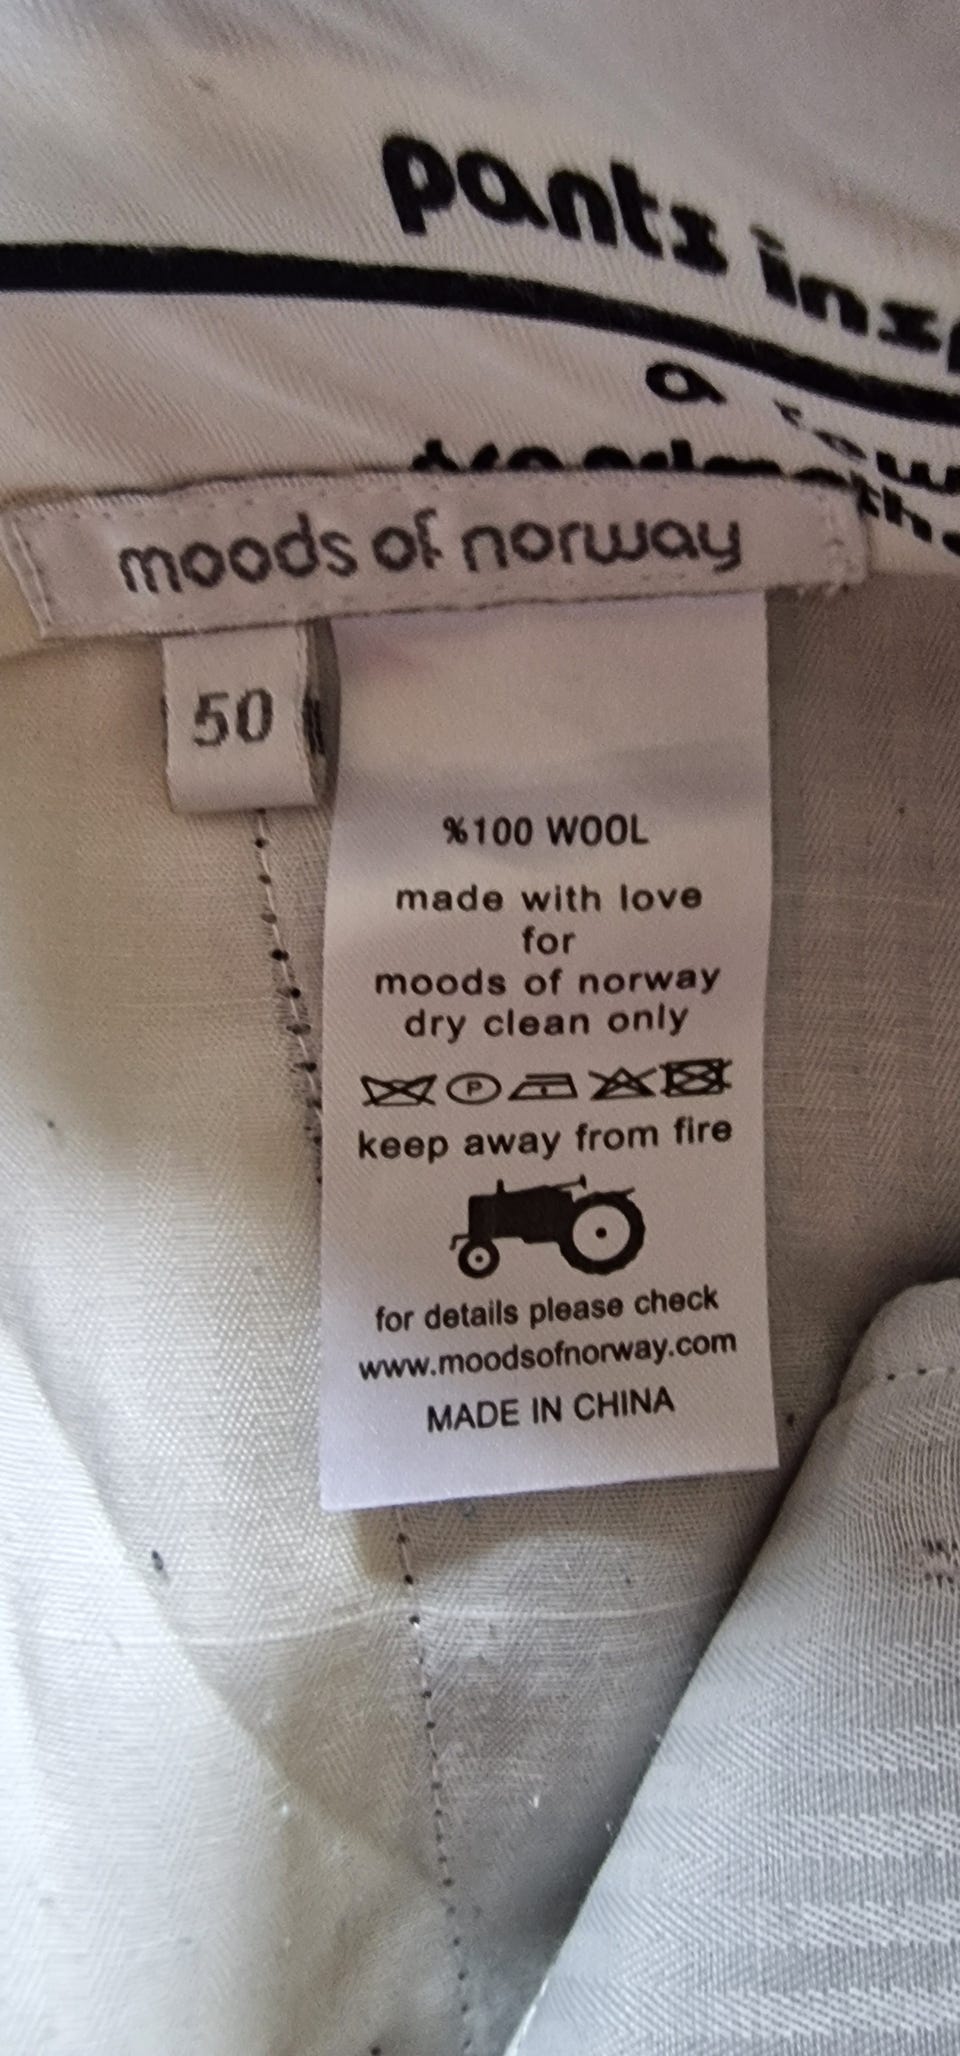 pants
a
moods of norway
50
%100 WOOL
made with love
for
moods of norway
dry clean only
P
keep away from fire
for details please check
www.moodsofnorway.com
MADE IN CHINA